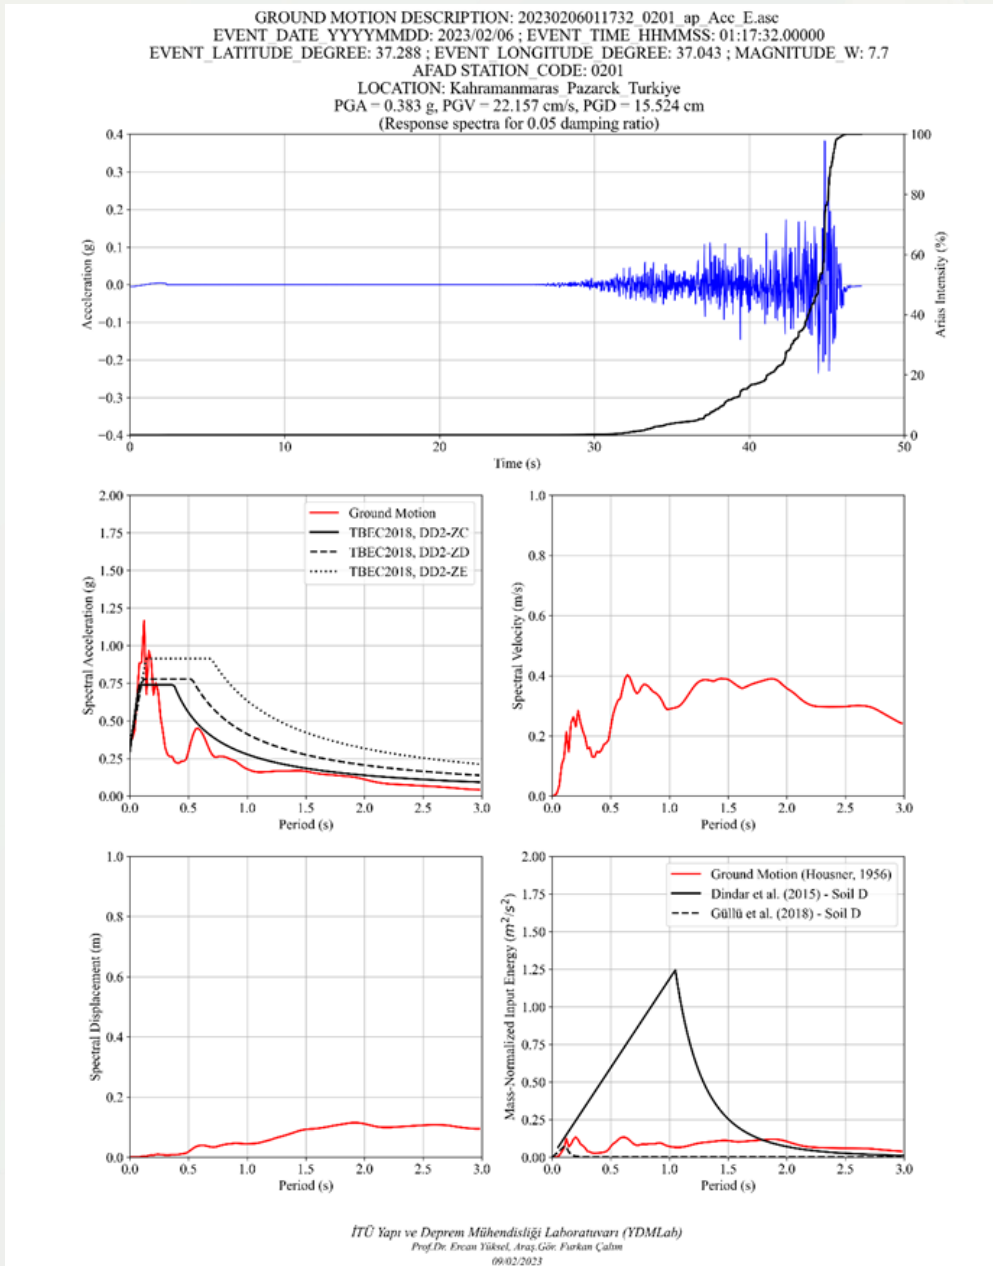 GROUND MOTION DESCRIPTION: 20230206011732_0201_ap_Acc_E.asc
EVENT_DATE_YYYYMMDD: 2023/02/06 ; EVENT_TIME_HHMMSS: 01:17:32.00000
EVENT_LATITUDE_DEGREE: 37.288 ; EVENT_LONGITUDE_DEGREE: 37.043 ; MAGNITUDE_W: 7.7
AFAD STATION_CODE: 0201
LOCATION: Kahramanmaras_Pazarck_Turkiye
PGA = 0.383 g, PGV = 22.157 cm/s, PGD = 15.524 cm
(Response spectra for 0.05 damping ratio)
Acceleration (g)
0.4
0.3
0.2
0.1
0.0
−0.1
−0.2
−0.3
−0.4
0 10 20 30 40 50
Time (s)
100
80
60
40
20
0
Arias Intensity (%)
Spectral Acceleration (g)
2.00
1.75
1.50
1.25
1.00
0.75
0.50
0.25
0.00
Ground Motion
TBEC2018, DD2-ZC
TBEC2018, DD2-ZD
TBEC2018, DD2-ZE
0.0 0.5 1.0 1.5 2.0 2.5 3.0
Period (s)
Spectral Velocity (m/s)
1.0
0.8
0.6
0.4
0.2
0.0
0.0 0.5 1.0 1.5 2.0 2.5 3.0
Period (s)
Spectral Displacement (m)
1.0
0.8
0.6
0.4
0.2
0.0
0.0 0.5 1.0 1.5 2.0 2.5 3.0
Period (s)
Mass-Normalized Input Energy (m²/s²)
2.00
1.75
1.50
1.25
1.00
0.75
0.50
0.25
0.00
Ground Motion (Housner, 1956)
Dindar et al. (2015) - Soil D
Güllü et al. (2018) - Soil D
0.0 0.5 1.0 1.5 2.0 2.5 3.0
Period (s)
İTÜ Yapı ve Deprem Mühendisliği Laboratuvarı (YDMLab)
Prof.Dr. Ercan Yüksel, Araş.Gör. Furkan Çalım
09/02/2023